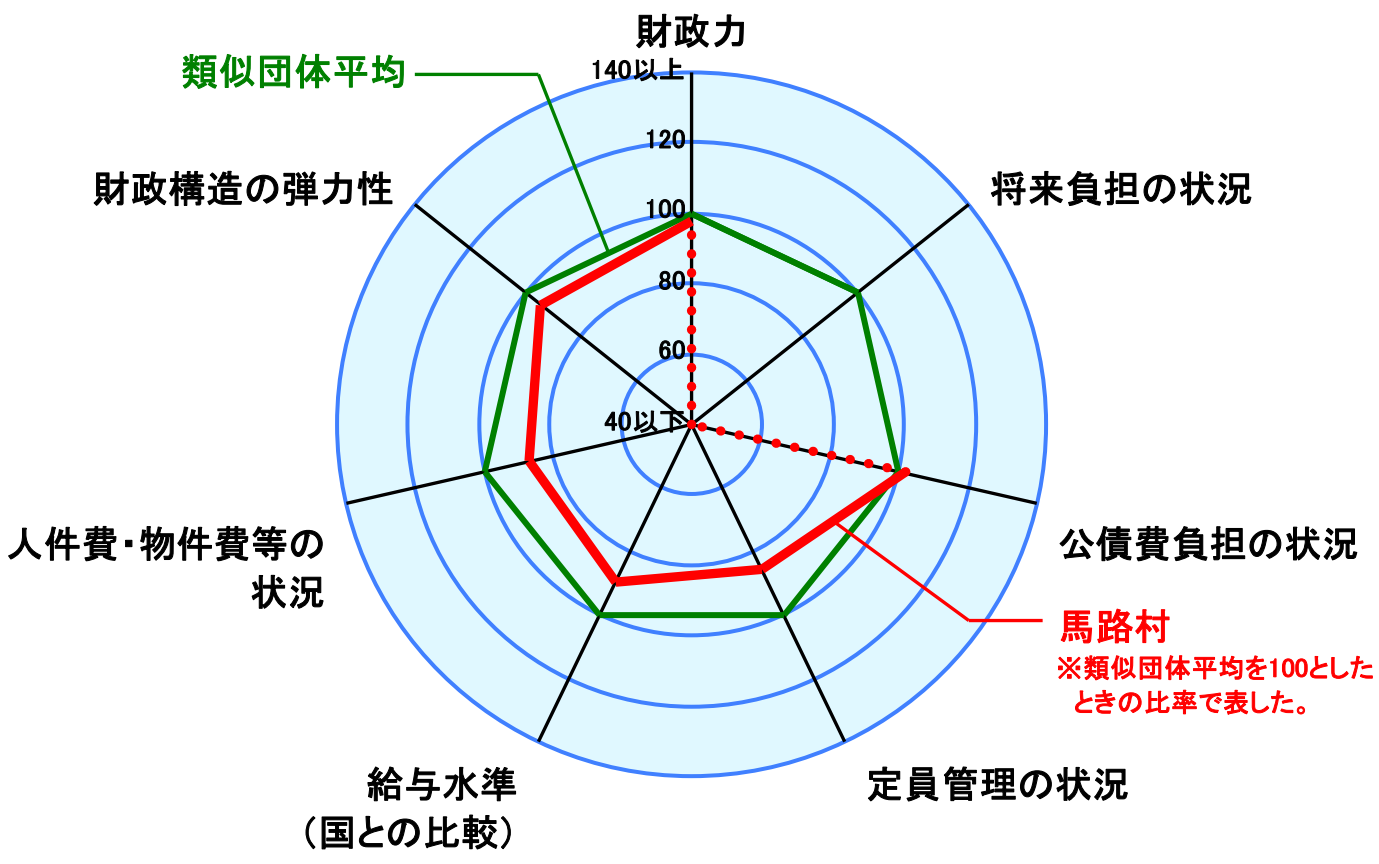 財政力
類似団体平均
140以上
120
100
80
60
40以下
財政構造の弾力性
将来負担の状況
人件費・物件費等の
状況
公債費負担の状況
馬路村
※類似団体平均を100とした
ときの比率で表した。
給与水準
（国との比較）
定員管理の状況